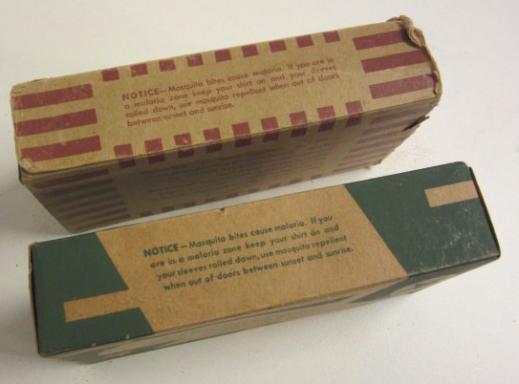 NOTICE—Mosquito bites cause malaria. If you are in
a malaria zone keep your shirt on and your sleeves
rolled down, use mosquito repellent when out of doors
between sunset and sunrise.
NOTICE — Mosquito bites cause malaria. If you
are in a malaria zone keep your shirt on and
your sleeves rolled down, use mosquito repellent
when out of doors between sunset and sunrise.